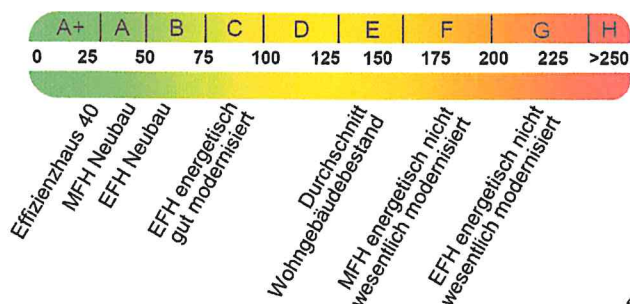 A+ A B C D E F G H
0 25 50 75 100 125 150 175 200 225 >250
Effizienzhaus 40
MFH Neubau
EFH Neubau
EFH energetisch
gut modernisiert
Durchschnitt
Wohngebäudebestand
MFH energetisch nicht
wesentlich modernisiert
EFH energetisch nicht
wesentlich modernisiert